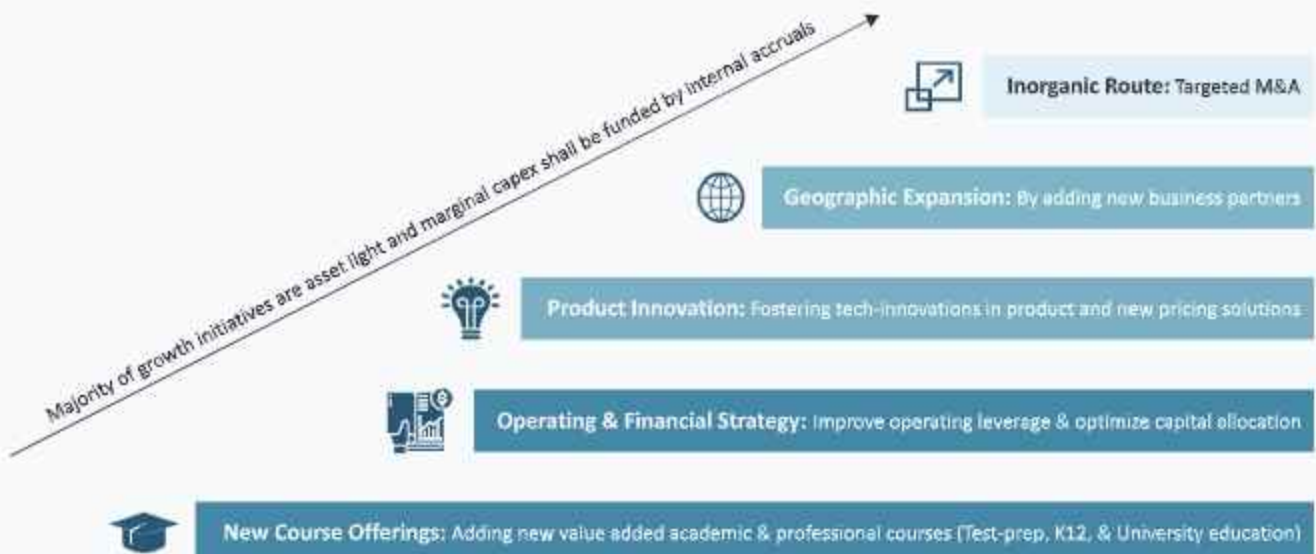 Majority of growth initiatives are asset light and marginal capex shall be funded by internal accruals
Inorganic Route: Targeted M&A
Geographic Expansion: By adding new business partners
Product Innovation: Fostering tech-innovations in product and new pricing solutions
Operating & Financial Strategy: Improve operating leverage & optimize capital allocation
New Course Offerings: Adding new value added academic & professional courses (Test-prep, K12, & University education)